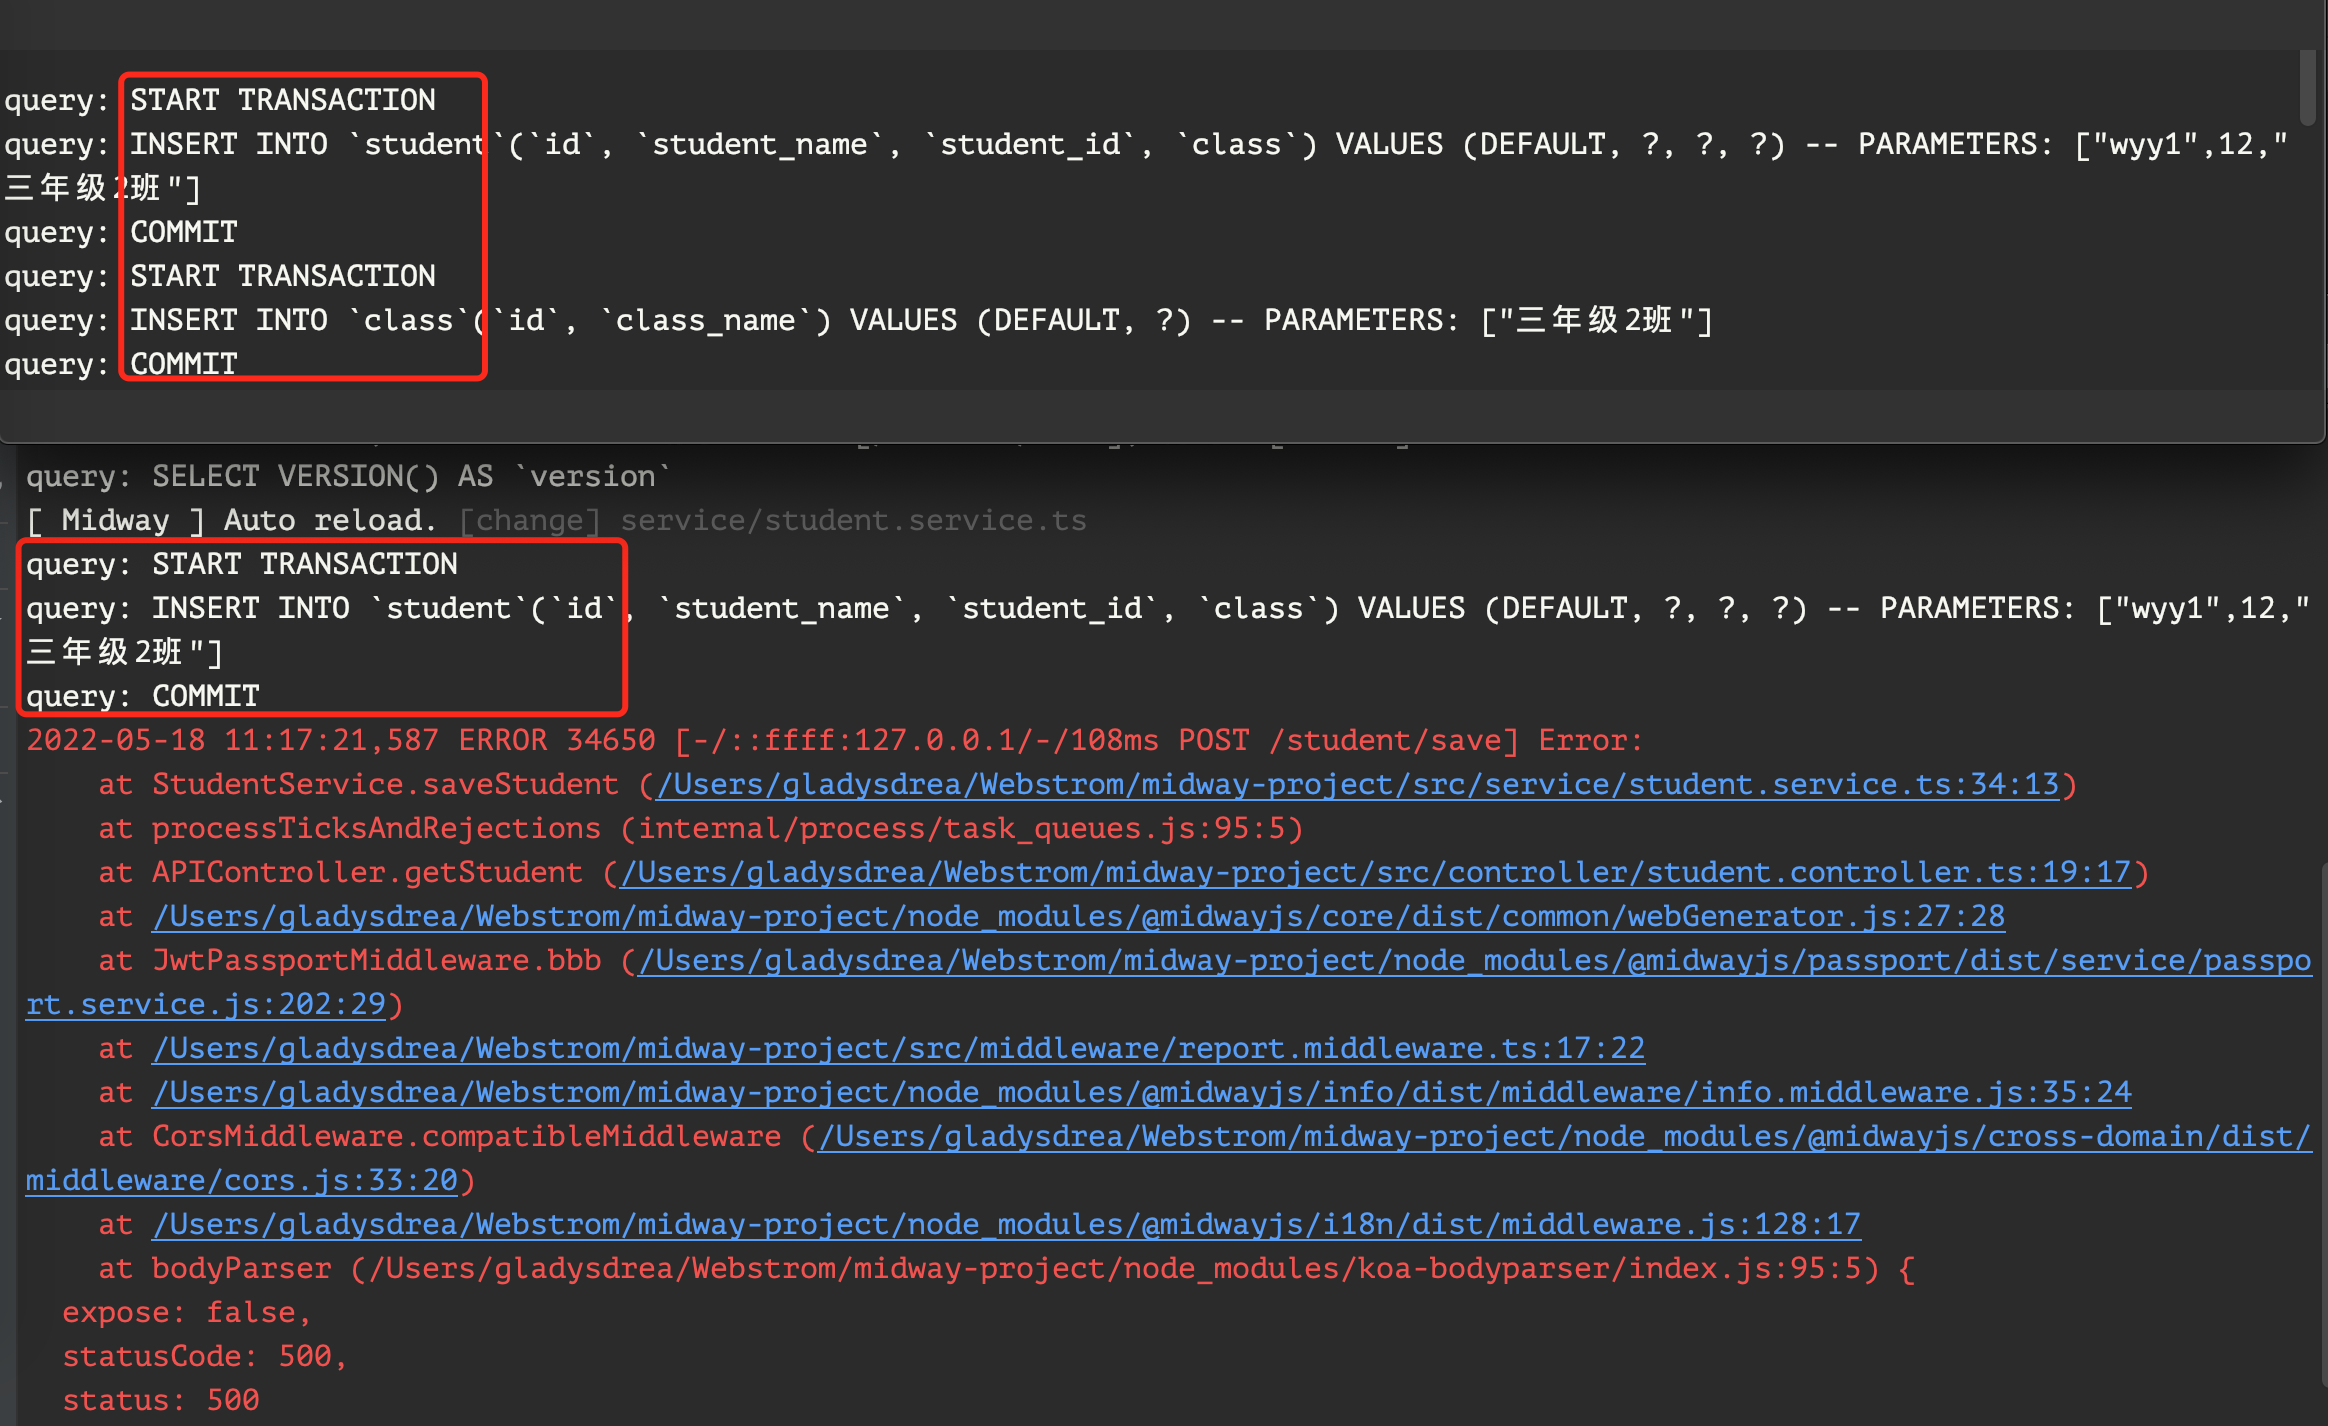 query: START TRANSACTION
query: INSERT INTO `student`(`id`, `student_name`, `student_id`, `class`) VALUES (DEFAULT, ?, ?, ?) -- PARAMETERS: ["wyy1",12,"
三年级2班"]
query: COMMIT
query: START TRANSACTION
query: INSERT INTO `class`(`id`, `class_name`) VALUES (DEFAULT, ?) -- PARAMETERS: ["三年级2班"]
query: COMMIT
query: SELECT VERSION() AS `version`
[ Midway ] Auto reload. [change] service/student.service.ts
query: START TRANSACTION
query: INSERT INTO `student`(`id`, `student_name`, `student_id`, `class`) VALUES (DEFAULT, ?, ?, ?) -- PARAMETERS: ["wyy1",12,"
三年级2班"]
query: COMMIT
2022-05-18 11:17:21,587 ERROR 34650 [-/::ffff:127.0.0.1/-/108ms POST /student/save] Error:
at StudentService.saveStudent (/Users/gladysdrea/Webstrom/midway-project/src/service/student.service.ts:34:13)
at processTicksAndRejections (internal/process/task_queues.js:95:5)
at APIController.getStudent (/Users/gladysdrea/Webstrom/midway-project/src/controller/student.controller.ts:19:17)
at /Users/gladysdrea/Webstrom/midway-project/node_modules/@midwayjs/core/dist/common/webGenerator.js:27:28
at JwtPassportMiddleware.bbb (/Users/gladysdrea/Webstrom/midway-project/node_modules/@midwayjs/passport/dist/service/passpo
rt.service.js:202:29)
at /Users/gladysdrea/Webstrom/midway-project/src/middleware/report.middleware.ts:17:22
at /Users/gladysdrea/Webstrom/midway-project/node_modules/@midwayjs/info/dist/middleware/info.middleware.js:35:24
at CorsMiddleware.compatibleMiddleware (/Users/gladysdrea/Webstrom/midway-project/node_modules/@midwayjs/cross-domain/dist/
middleware/cors.js:33:20)
at /Users/gladysdrea/Webstrom/midway-project/node_modules/@midwayjs/i18n/dist/middleware.js:128:17
at bodyParser (/Users/gladysdrea/Webstrom/midway-project/node_modules/koa-bodyparser/index.js:95:5) {
expose: false,
statusCode: 500,
status: 500